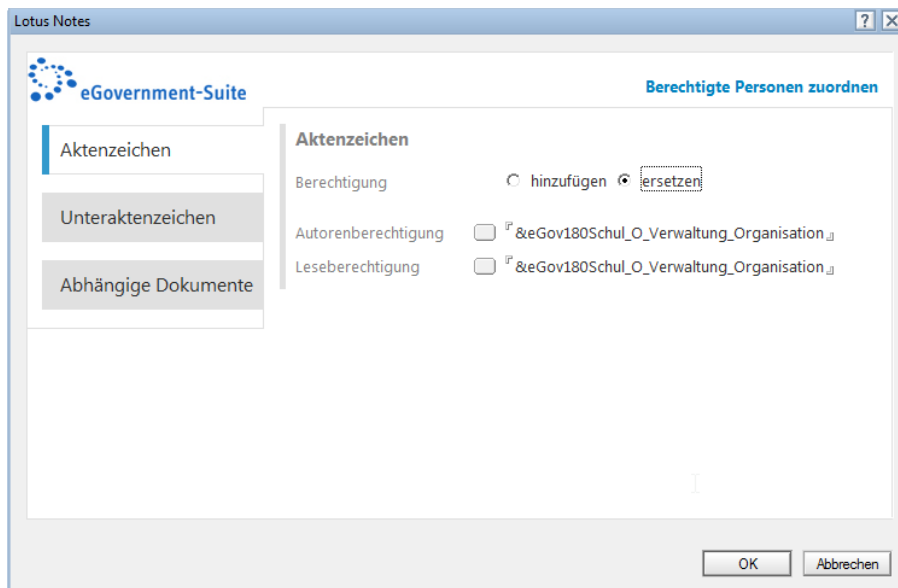 Lotus Notes
eGovernment-Suite
Berechtigte Personen zuordnen
Aktenzeichen
Unteraktenzeichen
Abhängige Dokumente
Aktenzeichen
Berechtigung hinzufügen ersetzen
Autorenberechtigung 『&eGov180Schul_O_Verwaltung_Organisation』
Leseberechtigung 『&eGov180Schul_O_Verwaltung_Organisation』
OK Abbrechen